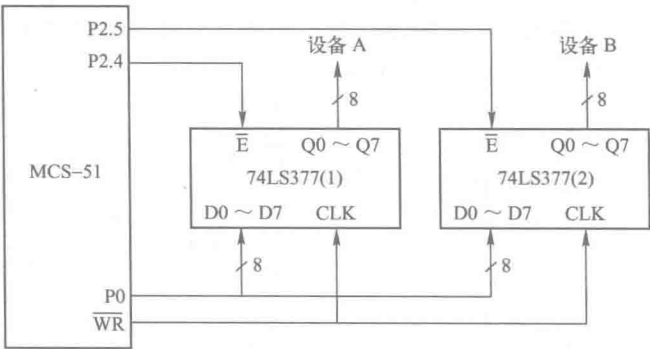 P2.5
P2.4
MCS-51
P0
W̅R̅
设备 A
8
E̅
Q0 ～ Q7
74LS377(1)
D0 ～ D7
CLK
8
设备 B
8
E̅
Q0 ～ Q7
74LS377(2)
D0 ～ D7
CLK
8